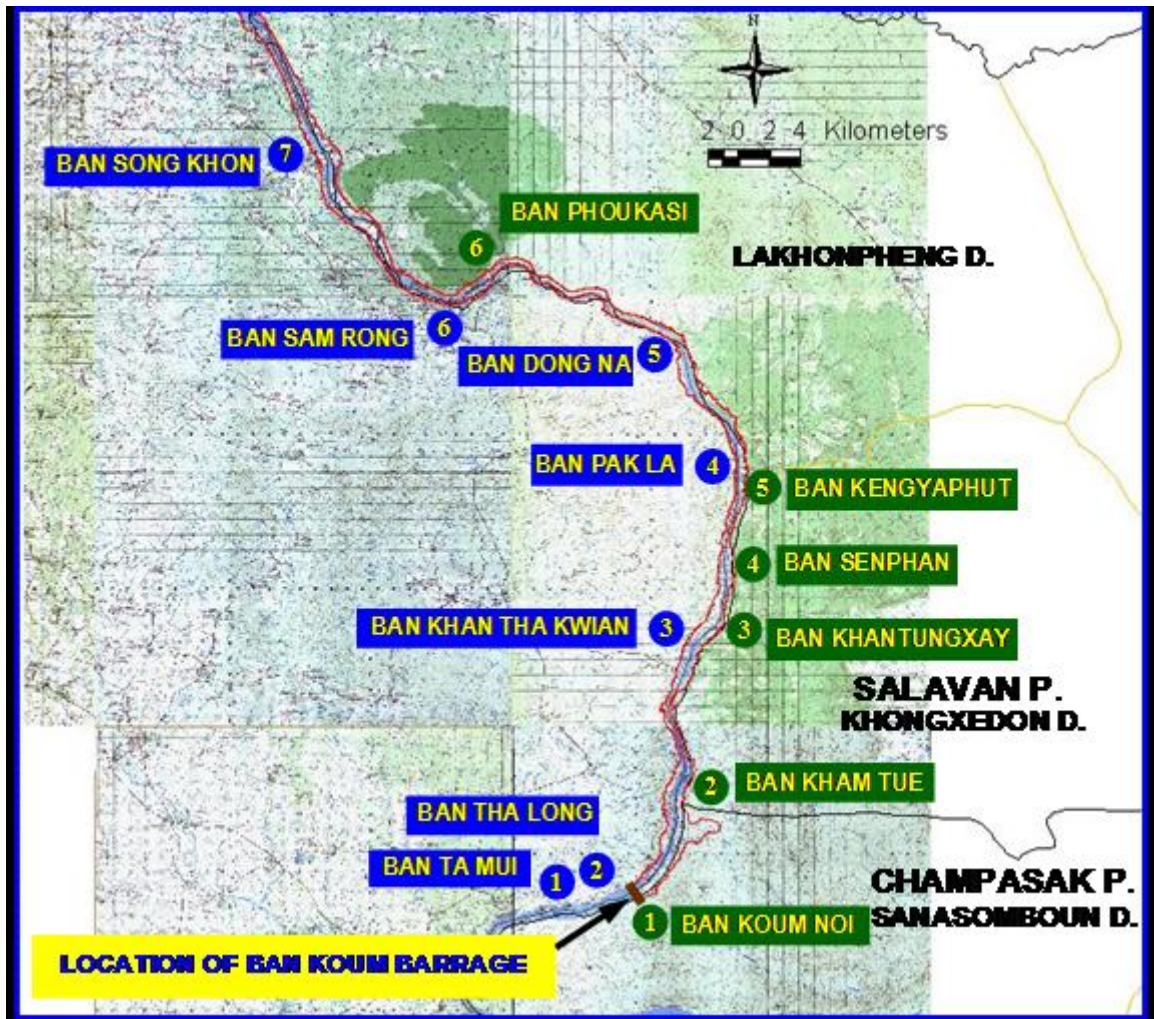 N
2 0 2 4 Kilometers
7
BAN SONG KHON
BAN PHOUKASI
6
LAKHONPHENG D.
BAN SAM RONG
6
BAN DONG NA
5
BAN PAK LA
4
5
BAN KENGYAPHUT
4
BAN SENPHAN
BAN KHAN THA KWIAN
3
3
BAN KHANTUNGXAY
SALAVAN P.
KHONGXEDON D.
2
BAN KHAM TUE
BAN THA LONG
2
BAN TA MUI
1
CHAMPASAK P.
SANASOMBOUN D.
1
BAN KOUM NOI
LOCATION OF BAN KOUM BARRAGE